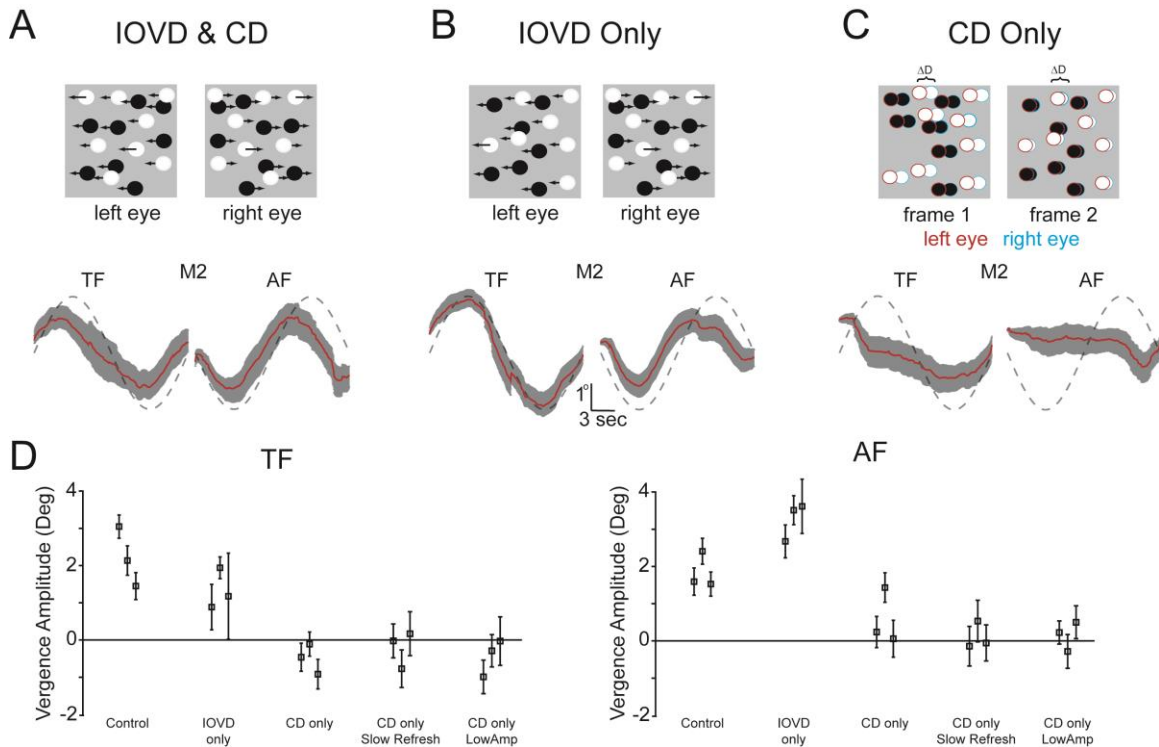 A
IOVD & CD
left eye
right eye
TF
M2
AF
B
IOVD Only
left eye
right eye
TF
M2
AF
1°
3 sec
C
CD Only
ΔD
ΔD
frame 1
frame 2
left eye right eye
TF
M2
AF
D
TF
Vergence Amplitude (Deg)
4
2
0
-2
Control
IOVD
only
CD only
CD only
Slow Refresh
CD only
LowAmp
AF
Vergence Amplitude (Deg)
4
2
0
-2
Control
IOVD
only
CD only
CD only
Slow Refresh
CD only
LowAmp